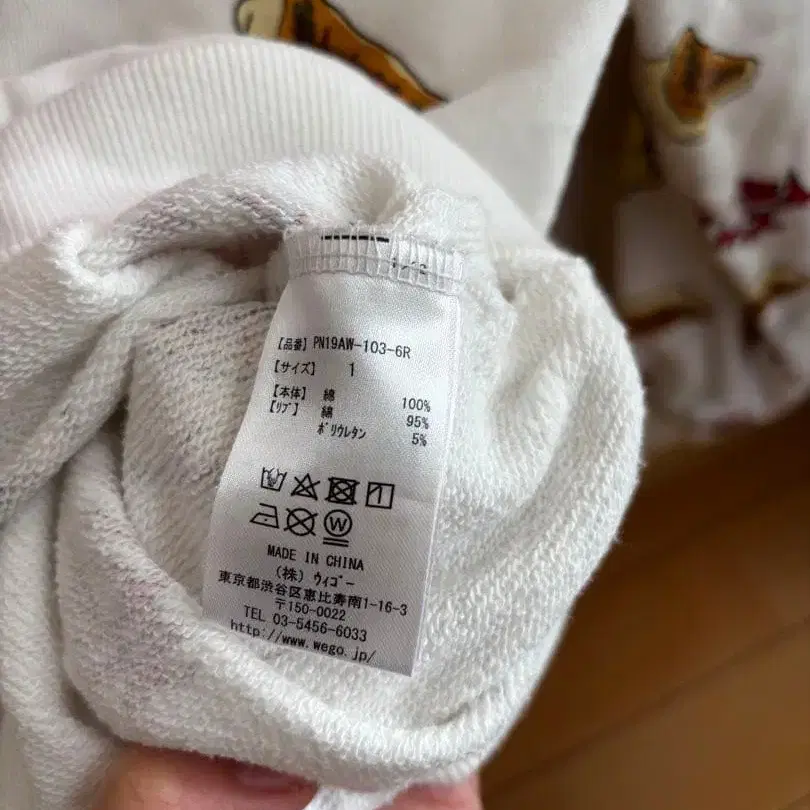 【品番】 PN19AW-103-6R
【サイズ】 1
【本体】 綿 100%
【リブ】 綿 95%
ポリウレタン 5%
MADE IN CHINA
(株) ウィゴー
東京都渋谷区恵比寿南1-16-3
〒150-0022
TEL 03-5456-6033
http://www.wego.jp/